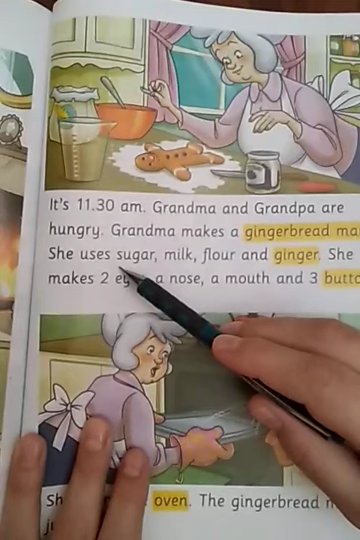 It's 11.30 am. Grandma and Grandpa are
hungry. Grandma makes a gingerbread
She uses sugar, milk, flour and ginger. She
makes 2 a nose, a mouth and 3
oven. The gingerbread